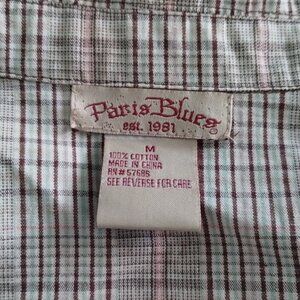 Paris Blues
est. 1981
M
100% COTTON
MADE IN CHINA
RN# 57686
SEE REVERSE FOR CARE